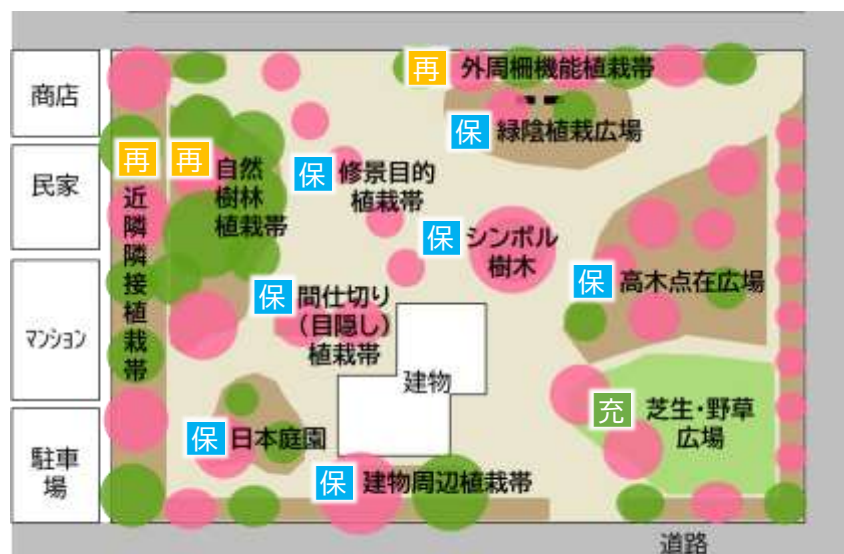 再 外周柵機能植栽帯
商店
保 緑陰植栽広場
民家
再
近隣隣接植栽帯
再 自然
樹林
植栽帯
保 修景目的
植栽帯
保 シンボル
樹木
保 高木点在広場
保 間仕切り
(目隠し)
植栽帯
マンション
建物
充 芝生・野草
広場
保 日本庭園
駐車
場
保 建物周辺植栽帯
道路